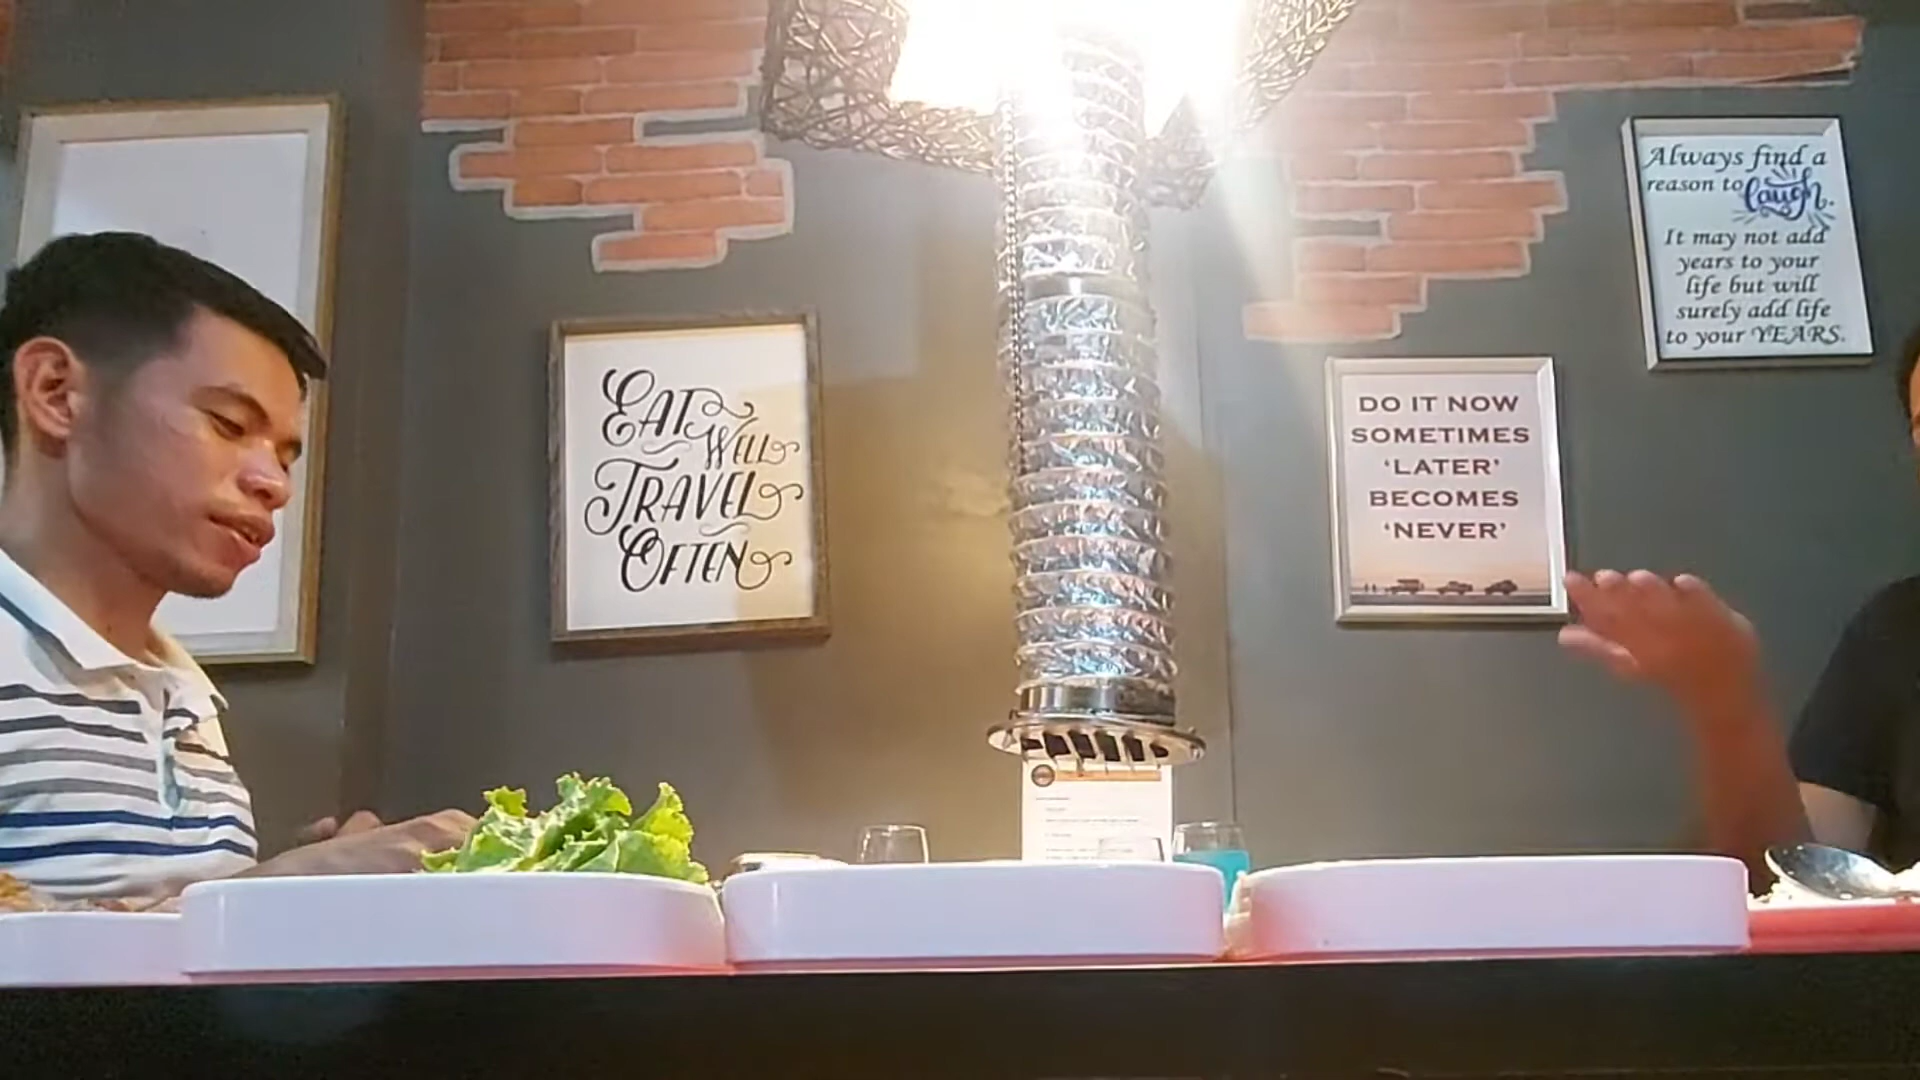 EAT
WELL
TRAVEL
OFTEN
DO IT NOW
SOMETIMES
‘LATER’
BECOMES
‘NEVER’
Always find a
reason to laugh.
It may not add
years to your
life but will
surely add life
to your YEARS.